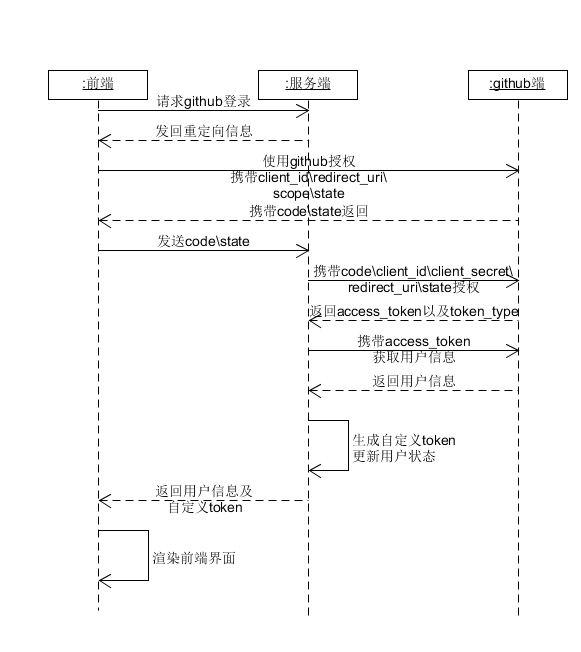 :前端
:服务端
:github端
请求github登录
发回重定向信息
使用github授权
携带client_id\redirect_uri\
scope\state
携带code\state返回
发送code\state
携带code\client_id\client_secret\
redirect_uri\state授权
返回access_token以及token_type
携带access_token
获取用户信息
返回用户信息
生成自定义token
更新用户状态
返回用户信息及
自定义token
渲染前端界面